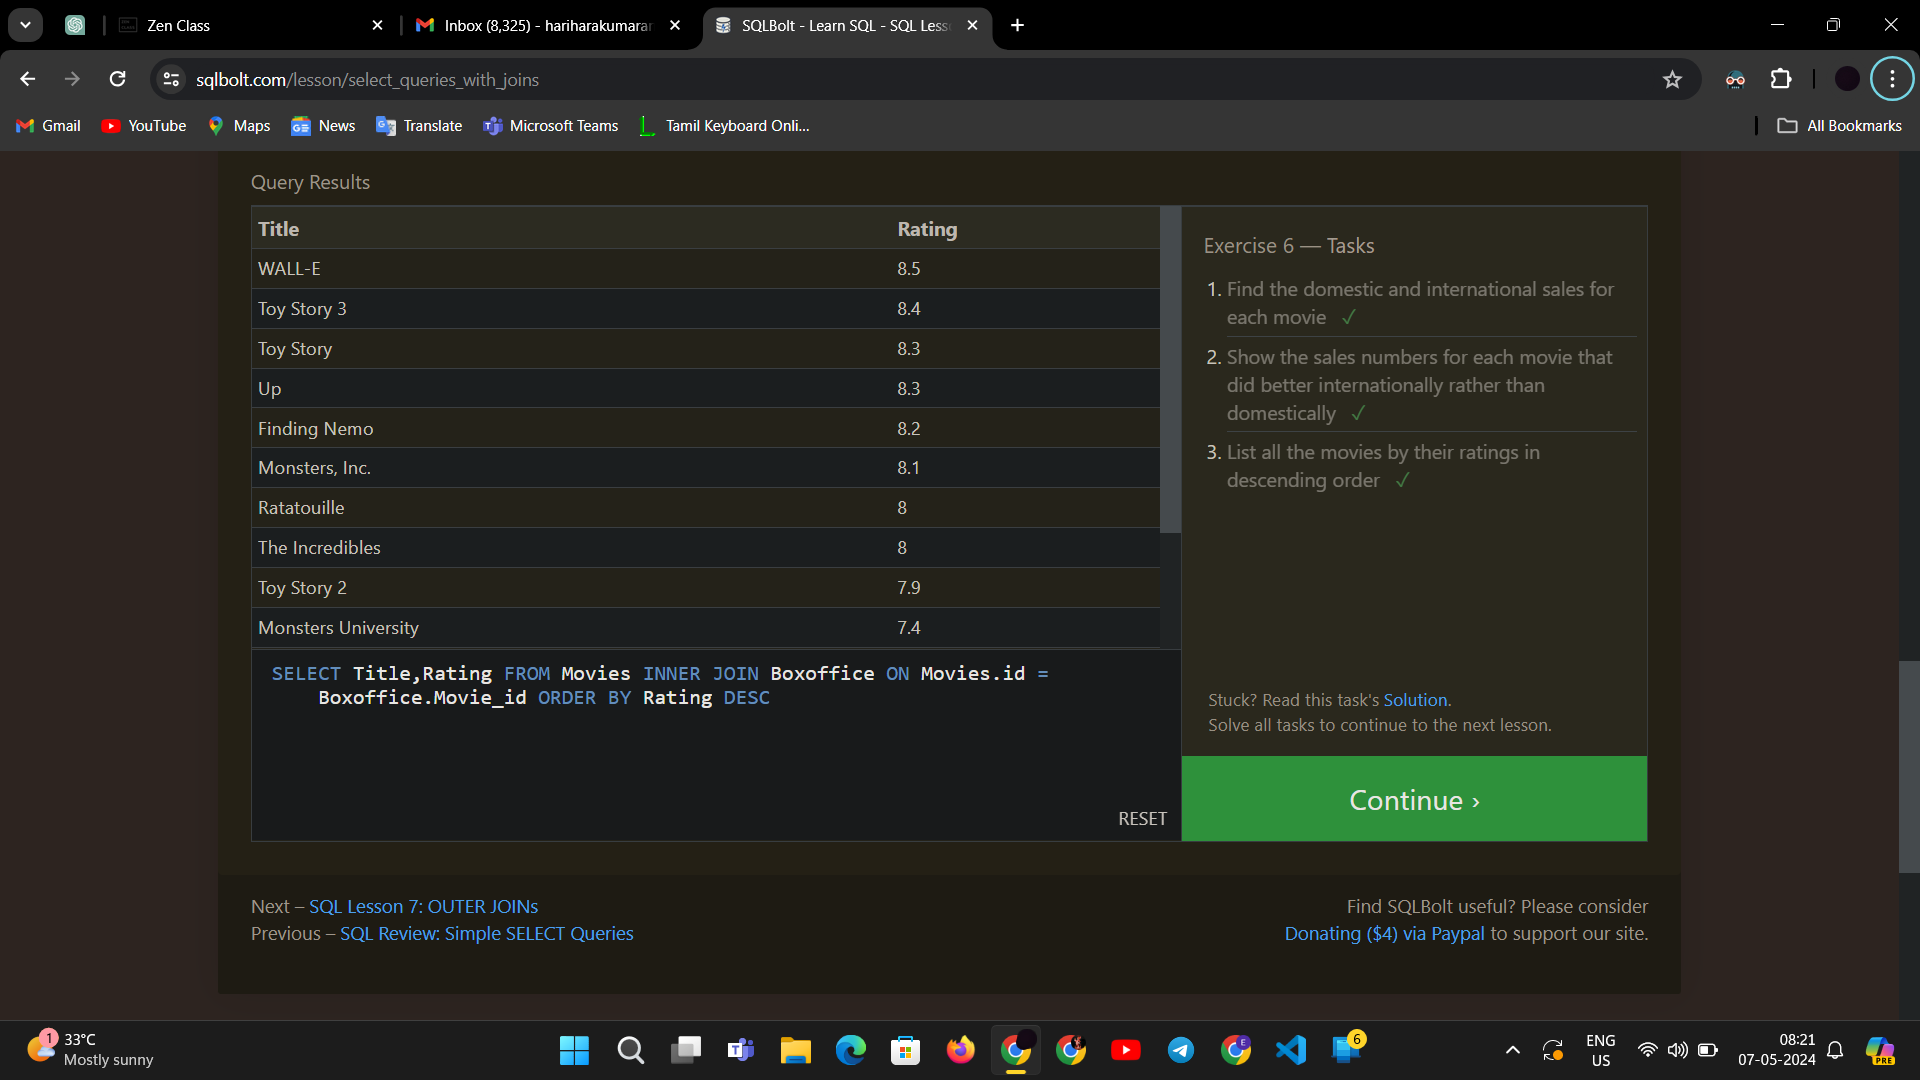 Zen Class
Inbox (8,325) - hariharakumarar
SQLBolt - Learn SQL - SQL Less
sqlbolt.com/lesson/select_queries_with_joins
Gmail
YouTube
Maps
News
Translate
Microsoft Teams
Tamil Keyboard Onli...
All Bookmarks
Query Results
Title Rating
WALL-E 8.5
Toy Story 3 8.4
Toy Story 8.3
Up 8.3
Finding Nemo 8.2
Monsters, Inc. 8.1
Ratatouille 8
The Incredibles 8
Toy Story 2 7.9
Monsters University 7.4
SELECT Title,Rating FROM Movies INNER JOIN Boxoffice ON Movies.id =
Boxoffice.Movie_id ORDER BY Rating DESC
RESET
Exercise 6 — Tasks
1. Find the domestic and international sales for
each movie ✓
2. Show the sales numbers for each movie that
did better internationally rather than
domestically ✓
3. List all the movies by their ratings in
descending order ✓
Stuck? Read this task's Solution.
Solve all tasks to continue to the next lesson.
Continue ›
Next – SQL Lesson 7: OUTER JOINs
Previous – SQL Review: Simple SELECT Queries
Find SQLBolt useful? Please consider
Donating ($4) via Paypal to support our site.
1
33°C
Mostly sunny
6
ENG
US
08:21
07-05-2024
PRE